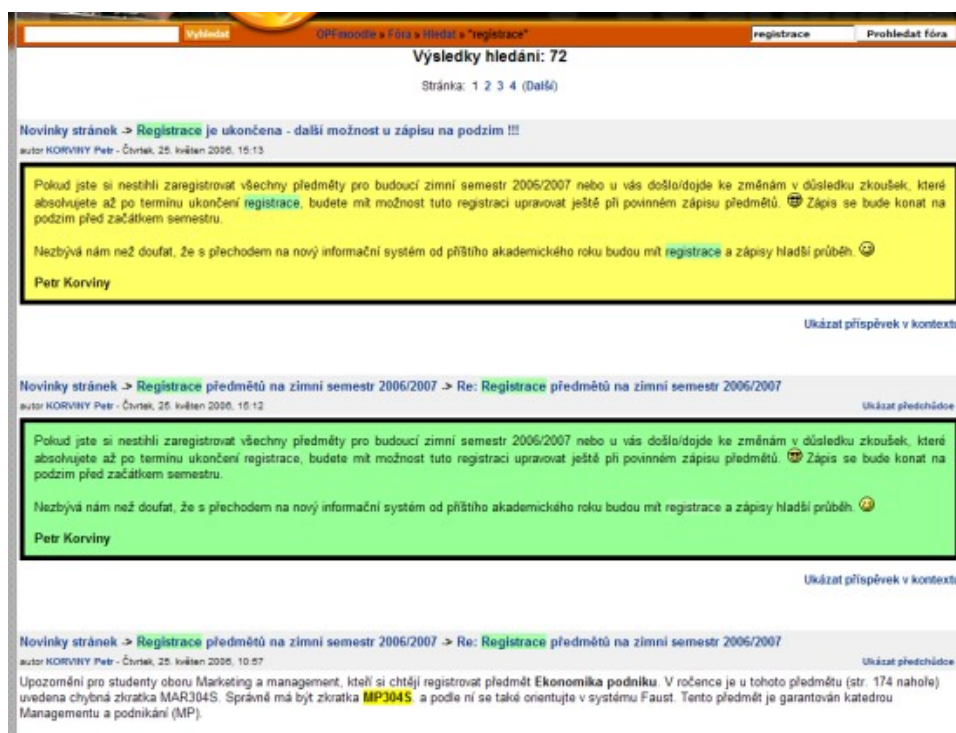 Vyhledat OPFmoodle » Fóra » Hledat » "registrace" registrace Prohledat fóra
Výsledky hledání: 72
Stránka: 1 2 3 4 (Další)
Novinky stránek -> Registrace je ukončena - další možnost u zápisu na podzim !!!
autor KORVINY Petr - Čtvrtek, 25. květen 2006, 15:13
Pokud jste si nestihli zaregistrovat všechny předměty pro budoucí zimní semestr 2006/2007 nebo u vás došlo/dojde ke změnám v důsledku zkoušek, které
absolvujete až po termínu ukončení registrace, budete mít možnost tuto registraci upravovat ještě při povinném zápisu předmětů. Zápis se bude konat na
podzim před začátkem semestru.
Nezbývá nám než doufat, že s přechodem na nový informační systém od příštího akademického roku budou mít registrace a zápisy hladší průběh.
Petr Korviny
Ukázat příspěvek v kontextu
Novinky stránek -> Registrace předmětů na zimní semestr 2006/2007 -> Re: Registrace předmětů na zimní semestr 2006/2007
autor KORVINY Petr - Čtvrtek, 25. květen 2006, 15:12 Ukázat předchůdce
Pokud jste si nestihli zaregistrovat všechny předměty pro budoucí zimní semestr 2006/2007 nebo u vás došlo/dojde ke změnám v důsledku zkoušek, které
absolvujete až po termínu ukončení registrace, budete mít možnost tuto registraci upravovat ještě při povinném zápisu předmětů. Zápis se bude konat na
podzim před začátkem semestru.
Nezbývá nám než doufat, že s přechodem na nový informační systém od příštího akademického roku budou mít registrace a zápisy hladší průběh.
Petr Korviny
Ukázat příspěvek v kontextu
Novinky stránek -> Registrace předmětů na zimní semestr 2006/2007 -> Re: Registrace předmětů na zimní semestr 2006/2007
autor KORVINY Petr - Čtvrtek, 25. květen 2006, 10:57 Ukázat předchůdce
Upozornění pro studenty oboru Marketing a management, kteří si chtějí registrovat předmět Ekonomika podniku. V ročence je u tohoto předmětu (str. 174 nahoře)
uvedena chybná zkratka MAR304S. Správně má být zkratka MP304S. a podle ní se také orientujte v systému Faust. Tento předmět je garantován katedrou
Managementu a podnikání (MP).